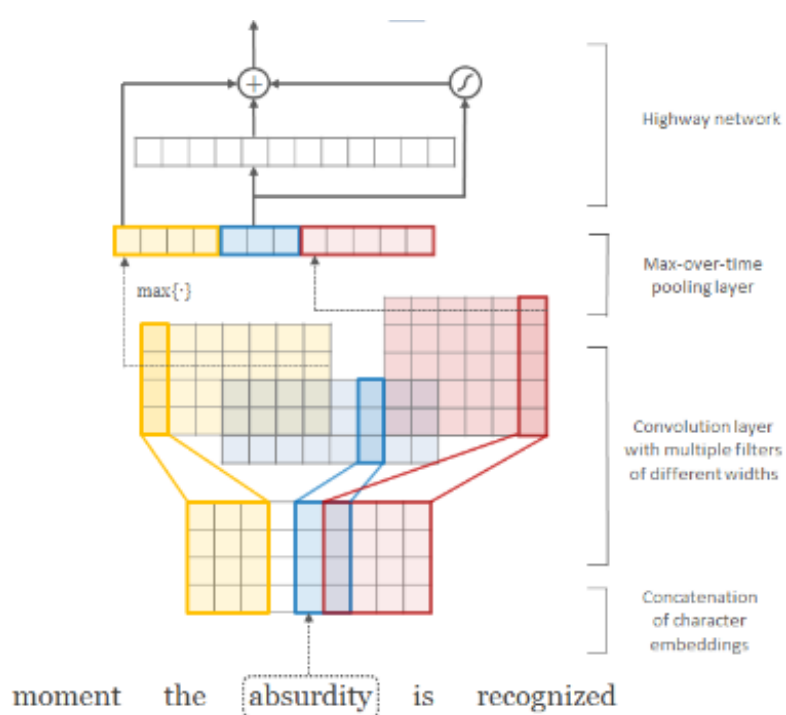 +
Highway network
Max-over-time
pooling layer
max{·}
Convolution layer
with multiple filters
of different widths
Concatenation
of character
embeddings
moment the absurdity is recognized